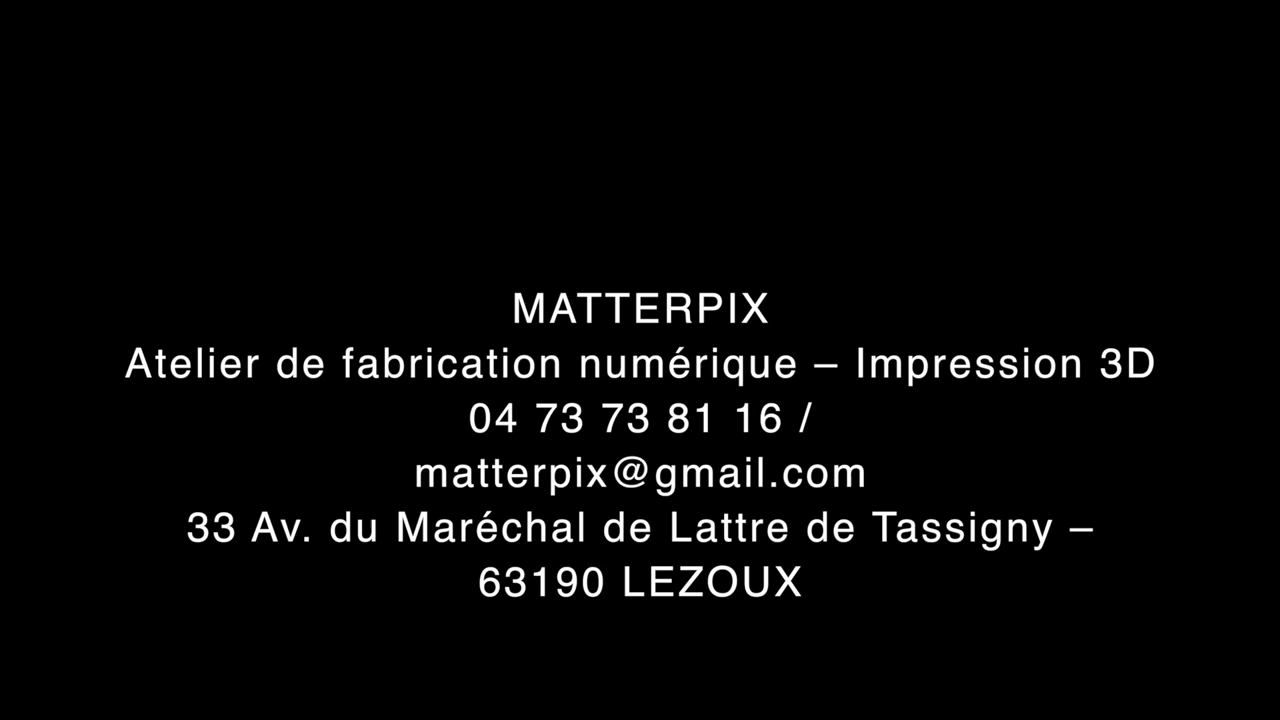 MATTERPIX
Atelier de fabrication numérique – Impression 3D
04 73 73 81 16 /
matterpix@gmail.com
33 Av. du Maréchal de Lattre de Tassigny –
63190 LEZOUX